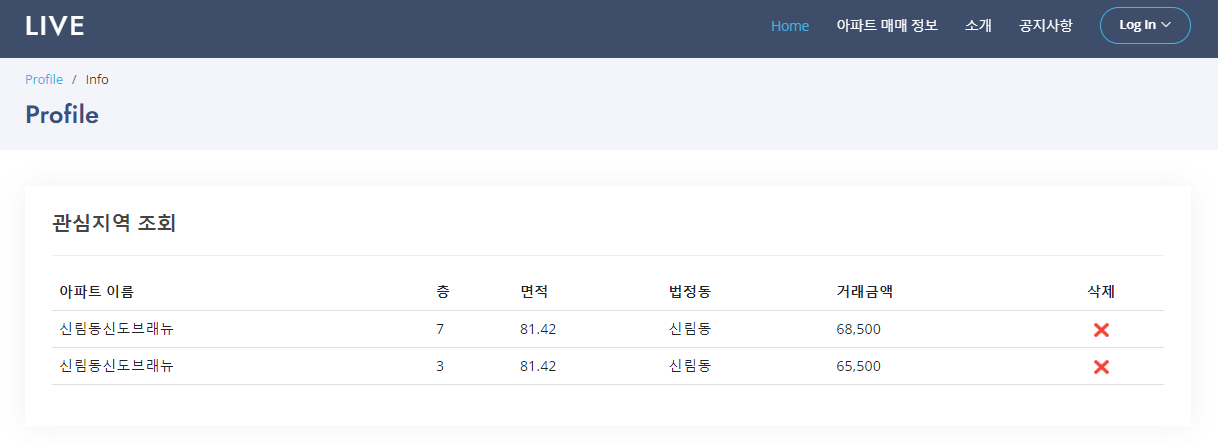 LIVE Home 아파트 매매 정보 소개 공지사항 Log In
Profile / Info
Profile
관심지역 조회
아파트 이름 층 면적 법정동 거래금액 삭제
신림동신도브래뉴 7 81.42 신림동 68,500
신림동신도브래뉴 3 81.42 신림동 65,500